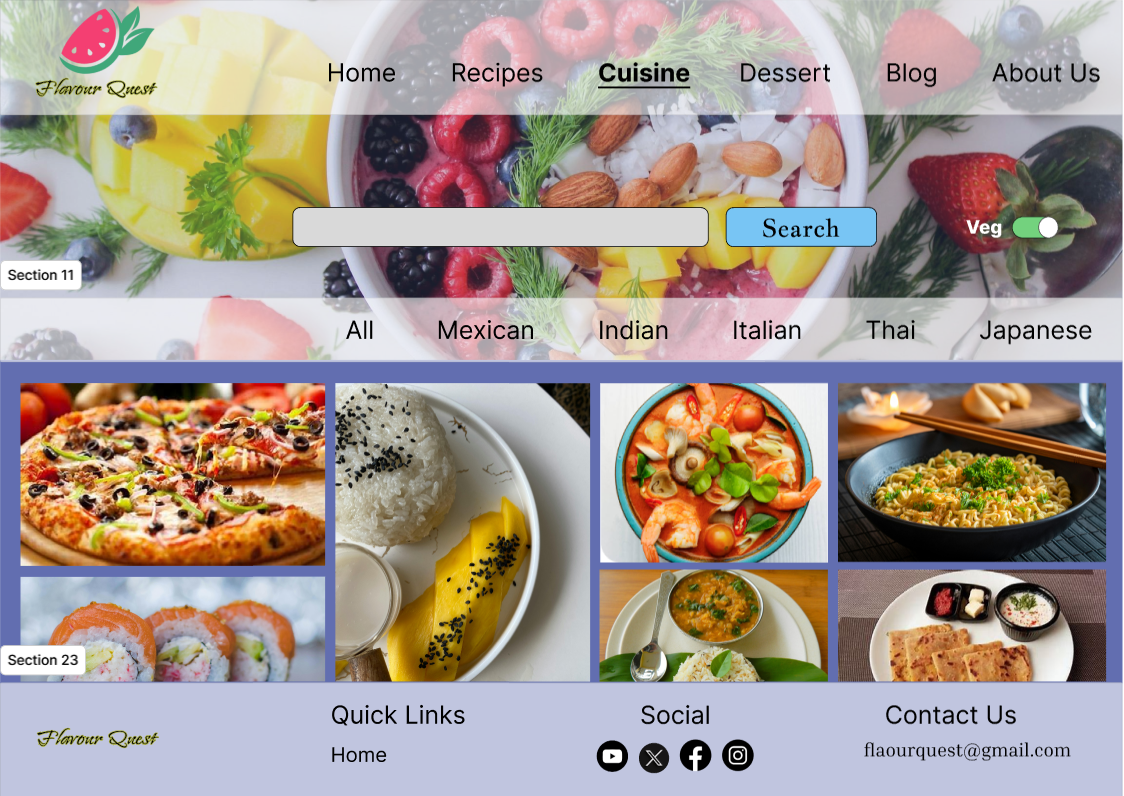 Flavour Quest
Home Recipes Cuisine Dessert Blog About Us
Search
Veg
Section 11
All Mexican Indian Italian Thai Japanese
Section 23
Quick Links
Social
Contact Us
Flavour Quest
Home
flaourquest@gmail.com